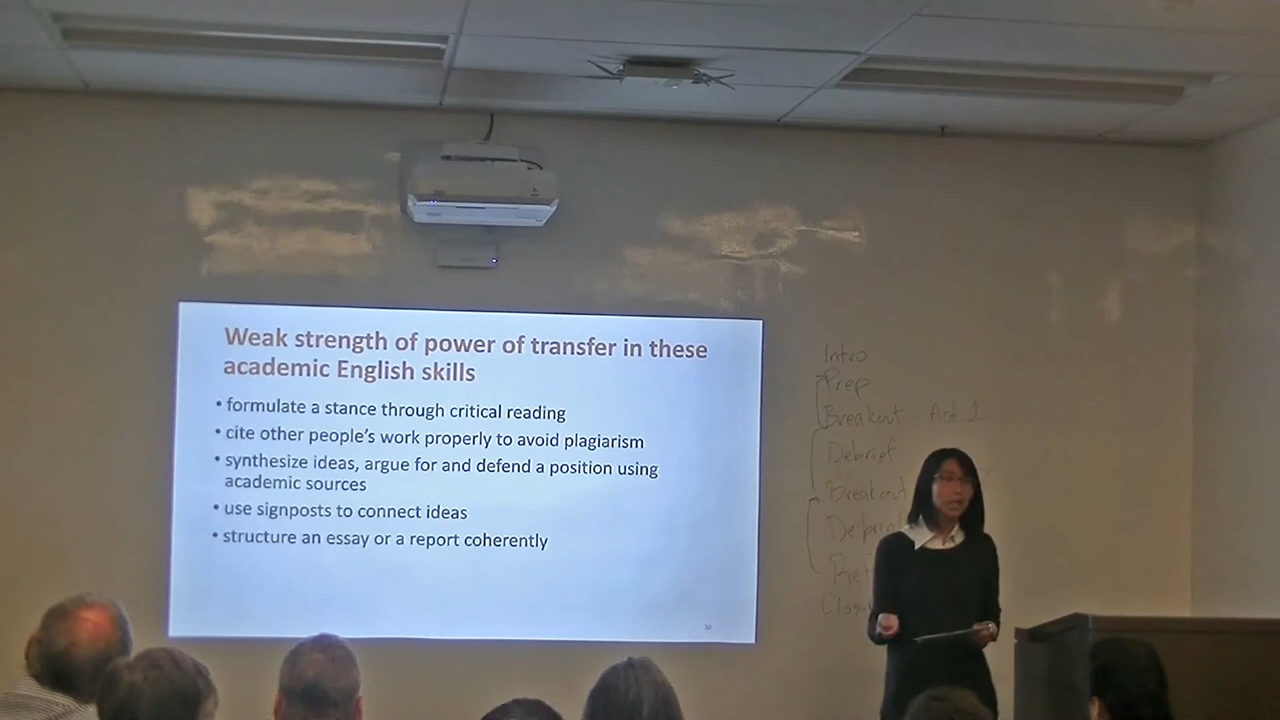 Weak strength of power of transfer in these
academic English skills
• formulate a stance through critical reading
• cite other people's work properly to avoid plagiarism
• synthesize ideas, argue for and defend a position using
academic sources
• use signposts to connect ideas
• structure an essay or a report coherently
Intro
Prep
Breakout - Act 1
Debrief
Breakout